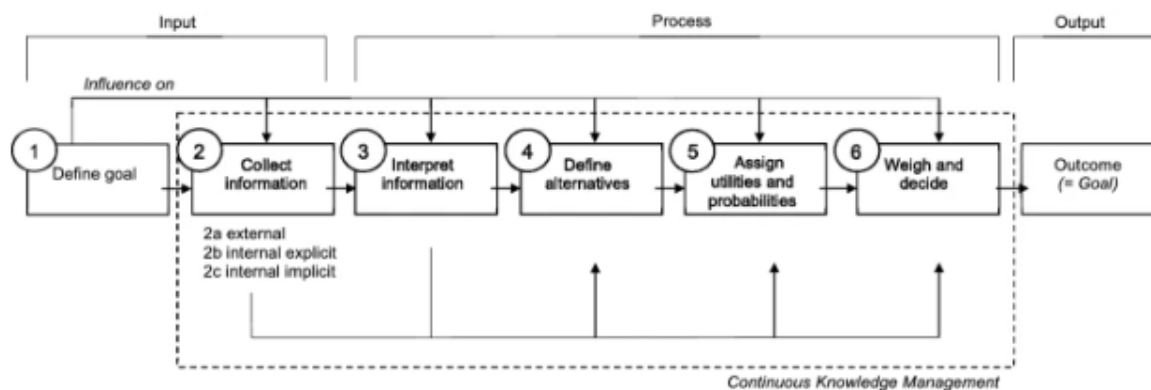 Input
Process
Output
Influence on
1
Define goal
2
Collect
information
3
Interpret
information
4
Define
alternatives
5
Assign
utilities and
probabilities
6
Weigh and
decide
Outcome
(= Goal)
2a external
2b internal explicit
2c internal implicit
Continuous Knowledge Management